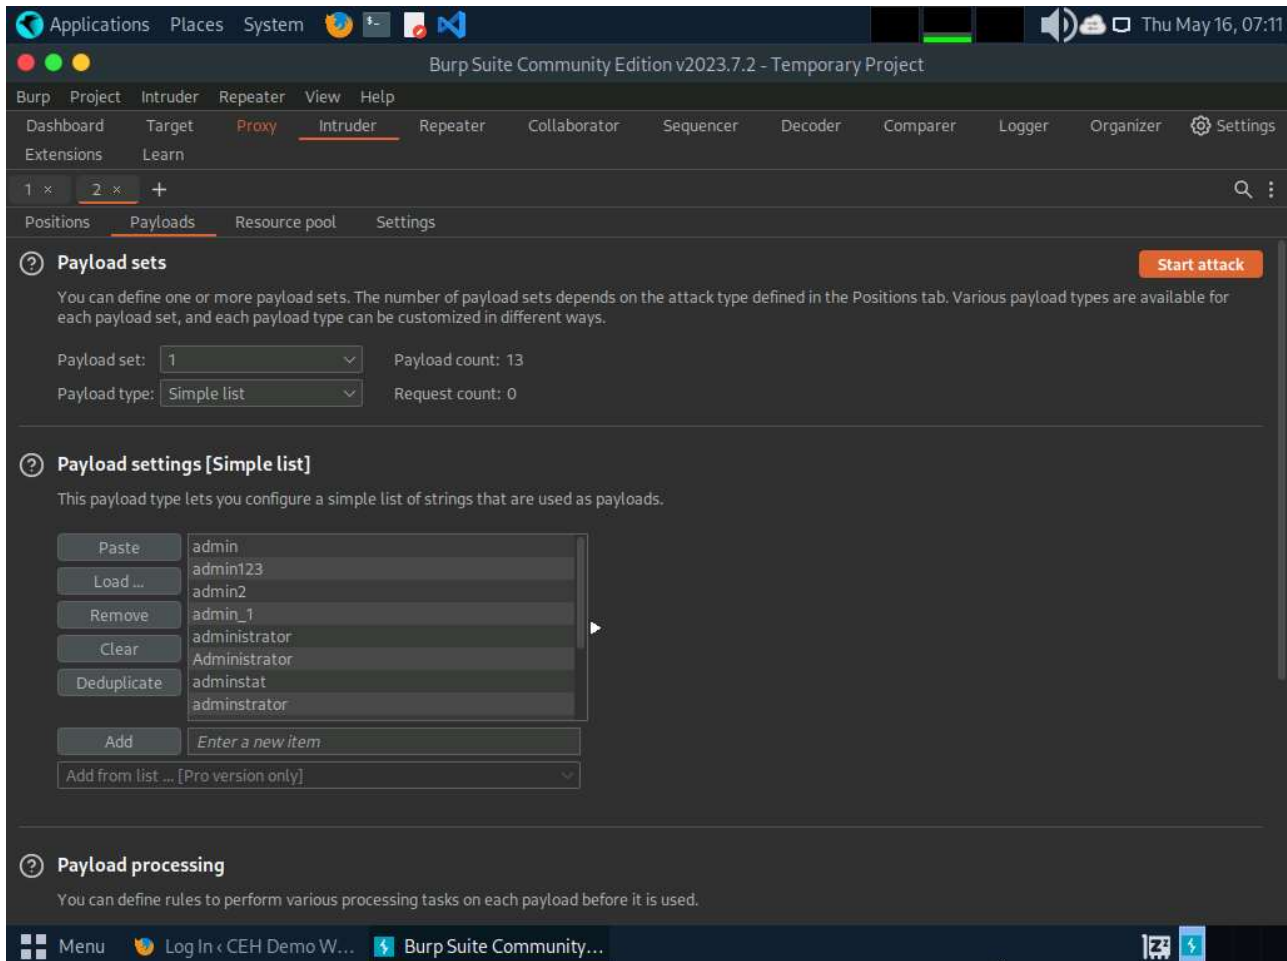 Applications Places System Thu May 16, 07:11
Burp Suite Community Edition v2023.7.2 - Temporary Project
Burp Project Intruder Repeater View Help
Dashboard Target Proxy Intruder Repeater Collaborator Sequencer Decoder Comparer Logger Organizer Settings
Extensions Learn
1 × 2 × +
Positions Payloads Resource pool Settings
Payload sets
Start attack
You can define one or more payload sets. The number of payload sets depends on the attack type defined in the Positions tab. Various payload types are available for
each payload set, and each payload type can be customized in different ways.
Payload set: 1 Payload count: 13
Payload type: Simple list Request count: 0
Payload settings [Simple list]
This payload type lets you configure a simple list of strings that are used as payloads.
Paste
Load ...
Remove
Clear
Deduplicate
admin
admin123
admin2
admin_1
administrator
Administrator
adminstat
adminstrator
Add Enter a new item
Add from list ... [Pro version only]
Payload processing
You can define rules to perform various processing tasks on each payload before it is used.
Menu Log In ‹ CEH Demo W... Burp Suite Community...